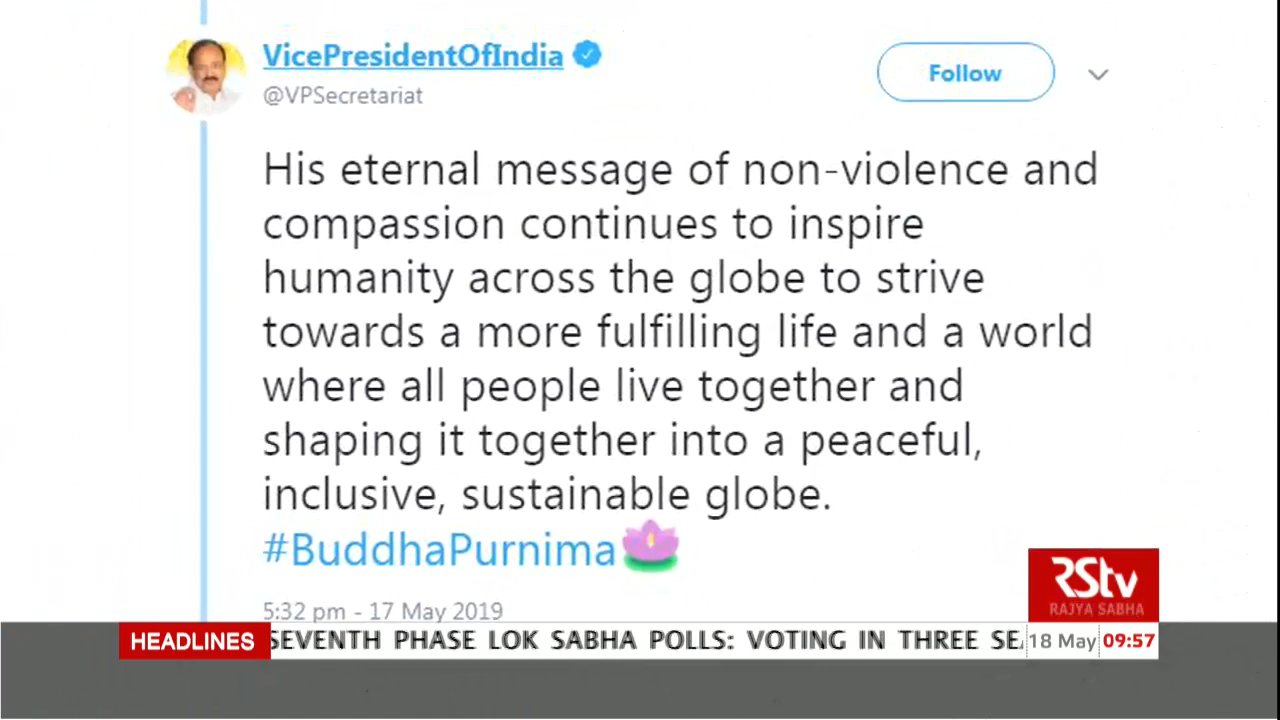 VicePresidentOfIndia
@VPSecretariat
Follow
His eternal message of non-violence and
compassion continues to inspire
humanity across the globe to strive
towards a more fulfilling life and a world
where all people live together and
shaping it together into a peaceful,
inclusive, sustainable globe.
#BuddhaPurnima
5:32 pm - 17 May 2019
RStv
RAJYA SABHA
HEADLINES
SEVENTH PHASE LOK SABHA POLLS: VOTING IN THREE
18 May 09:57